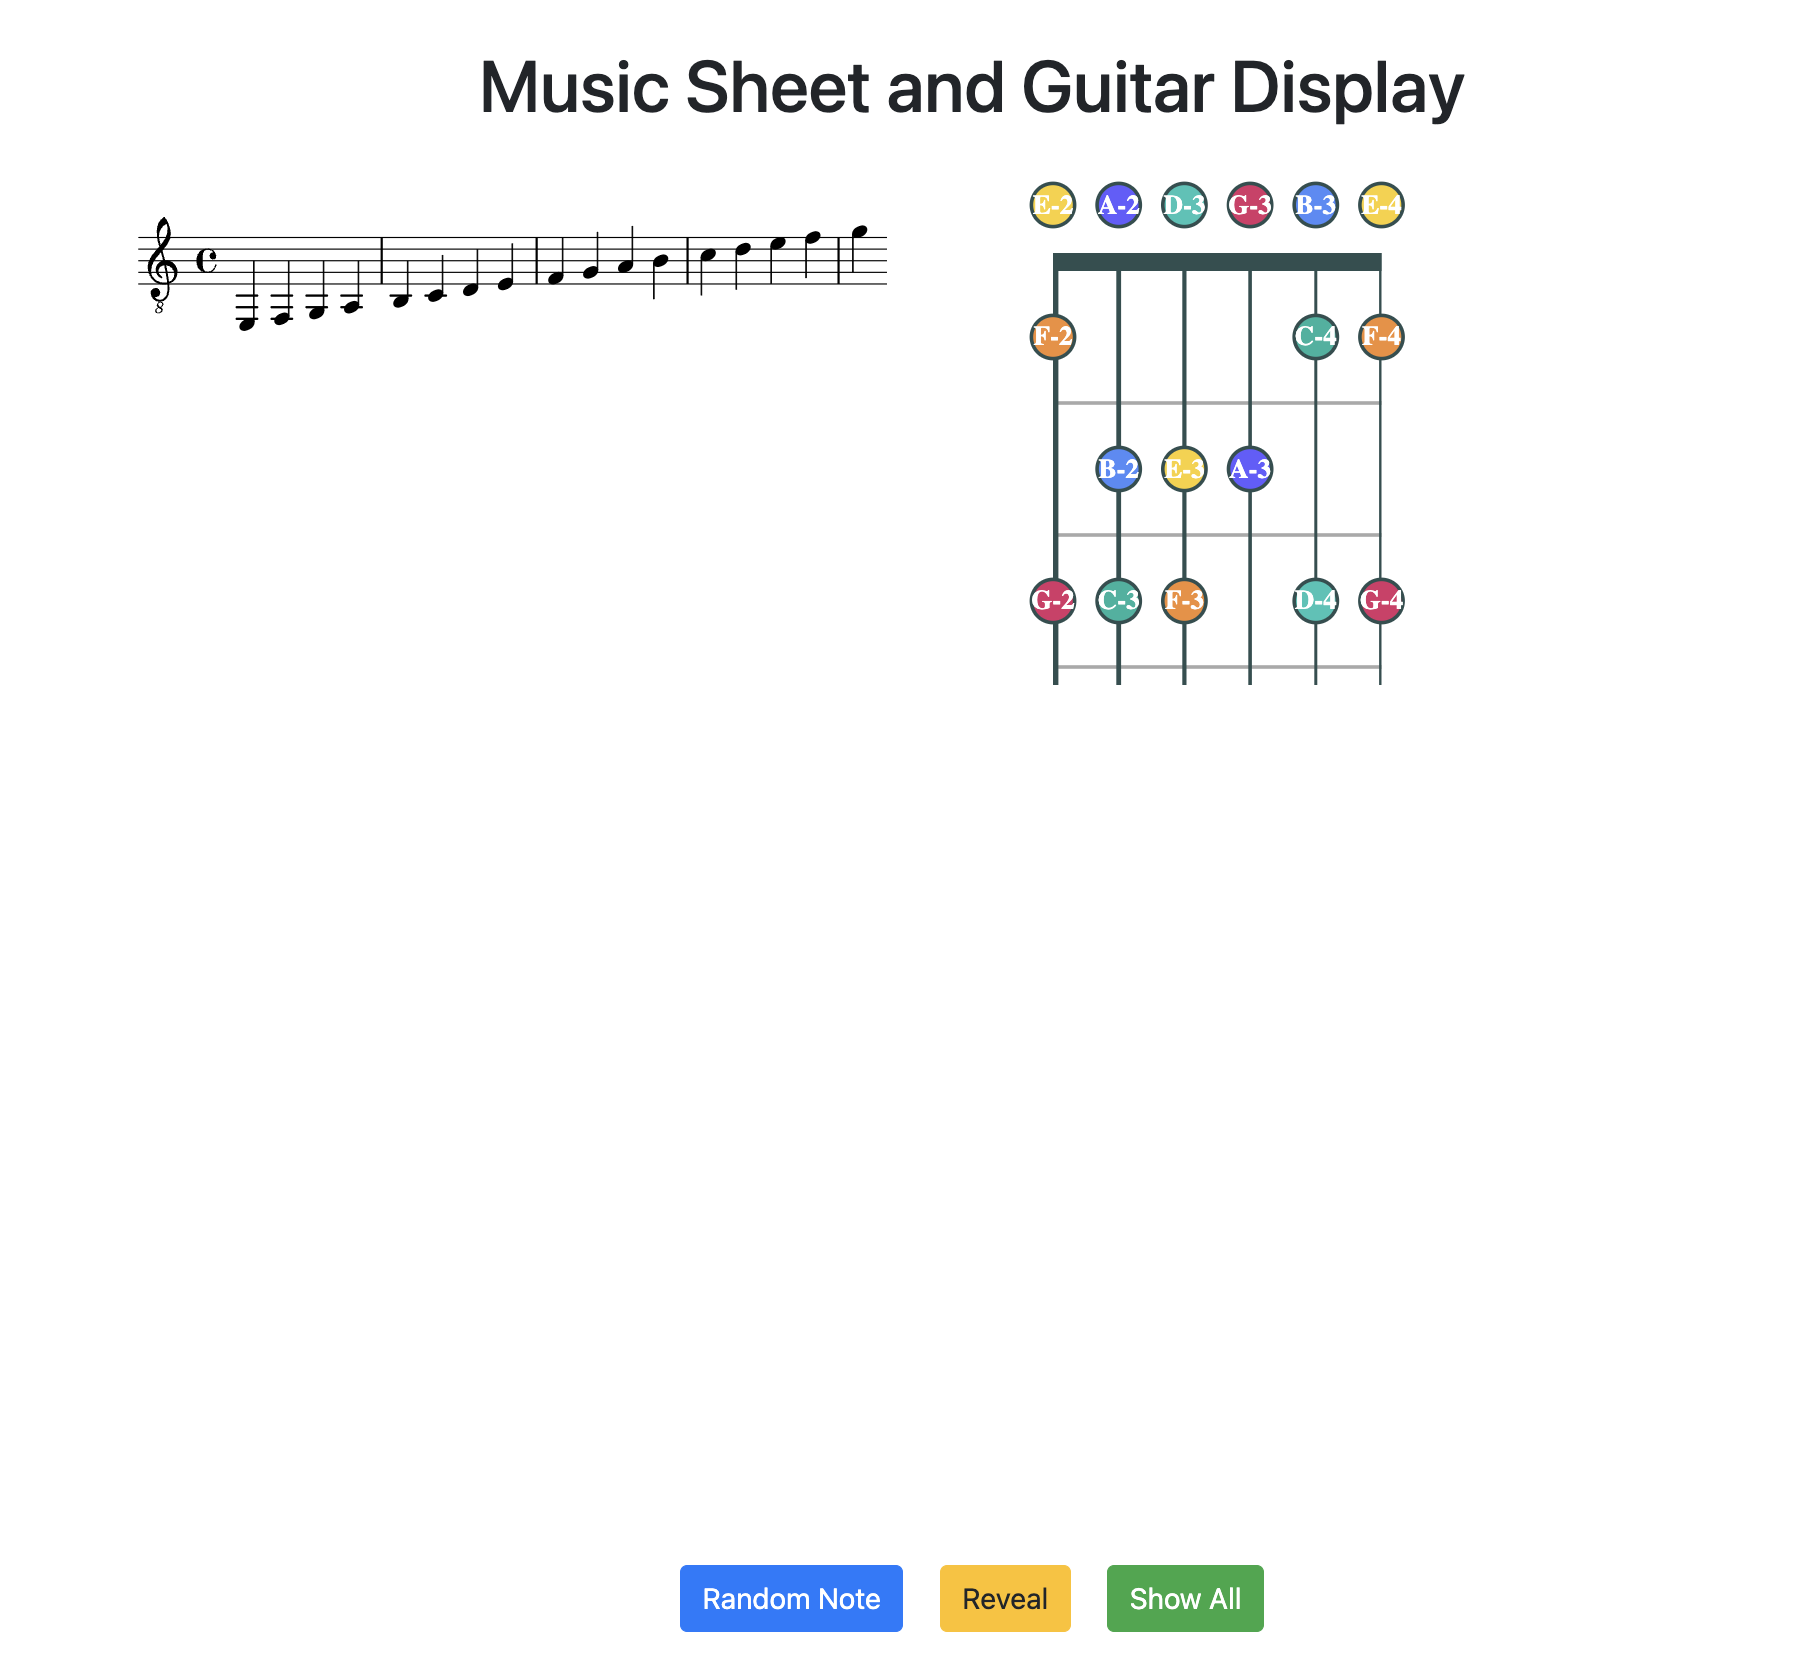 Music Sheet and Guitar Display
E-2 A-2 D-3 G-3 B-3 E-4
8
F-2 C-4 F-4
B-2 E-3 A-3
G-2 C-3 F-3 D-4 G-4
Random Note Reveal Show All